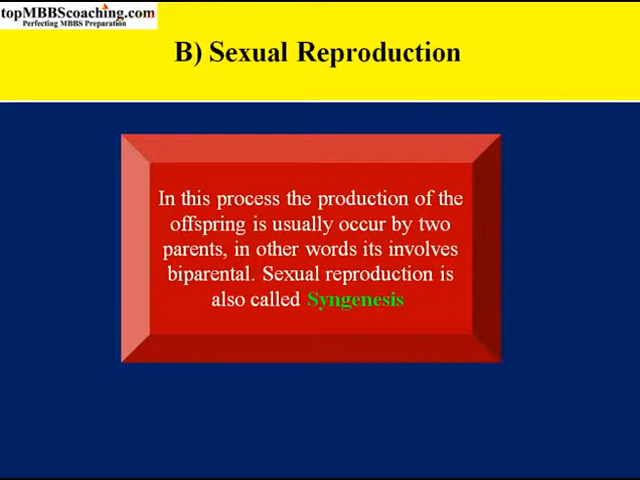 topMBBScoaching.com
Perfecting MBBS Preparation
B) Sexual Reproduction
In this process the production of the
offspring is usually occur by two
parents, in other words its involves
biparental. Sexual reproduction is
also called Syngenesis